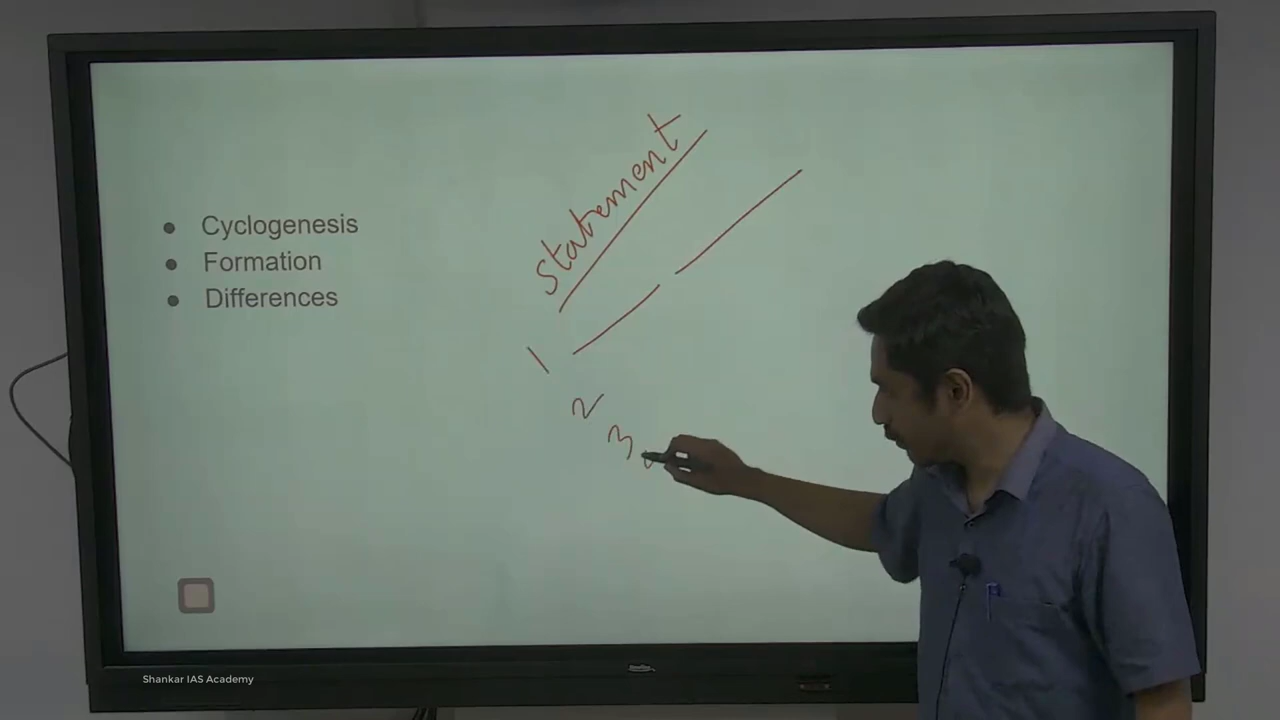 Cyclogenesis
Formation
Differences
Statement
1
2
3
Shankar IAS Academy